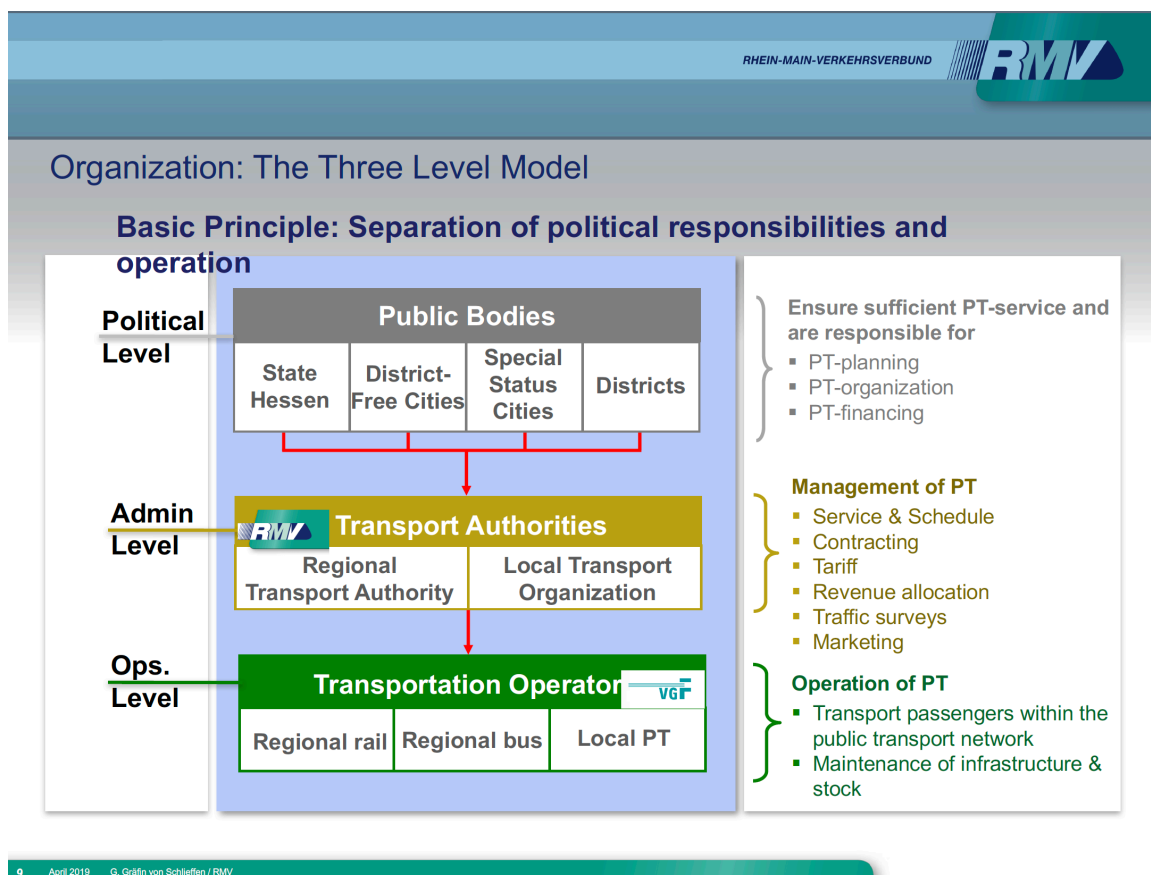 RHEIN-MAIN-VERKEHRSVERBUND
RMV
Organization: The Three Level Model
Basic Principle: Separation of political responsibilities and
operation
Political
Level
Public Bodies
State
Hessen
District-
Free Cities
Special
Status
Cities
Districts
Ensure sufficient PT-service and
are responsible for
▪ PT-planning
▪ PT-organization
▪ PT-financing
Admin
Level
RMV
Transport Authorities
Regional
Transport Authority
Local Transport
Organization
Management of PT
▪ Service & Schedule
▪ Contracting
▪ Tariff
▪ Revenue allocation
▪ Traffic surveys
▪ Marketing
Ops.
Level
Transportation Operator
VGF
Regional rail
Regional bus
Local PT
Operation of PT
▪ Transport passengers within the
public transport network
▪ Maintenance of infrastructure &
stock
9 April 2019 G. Gräfin von Schlieffen / RMV